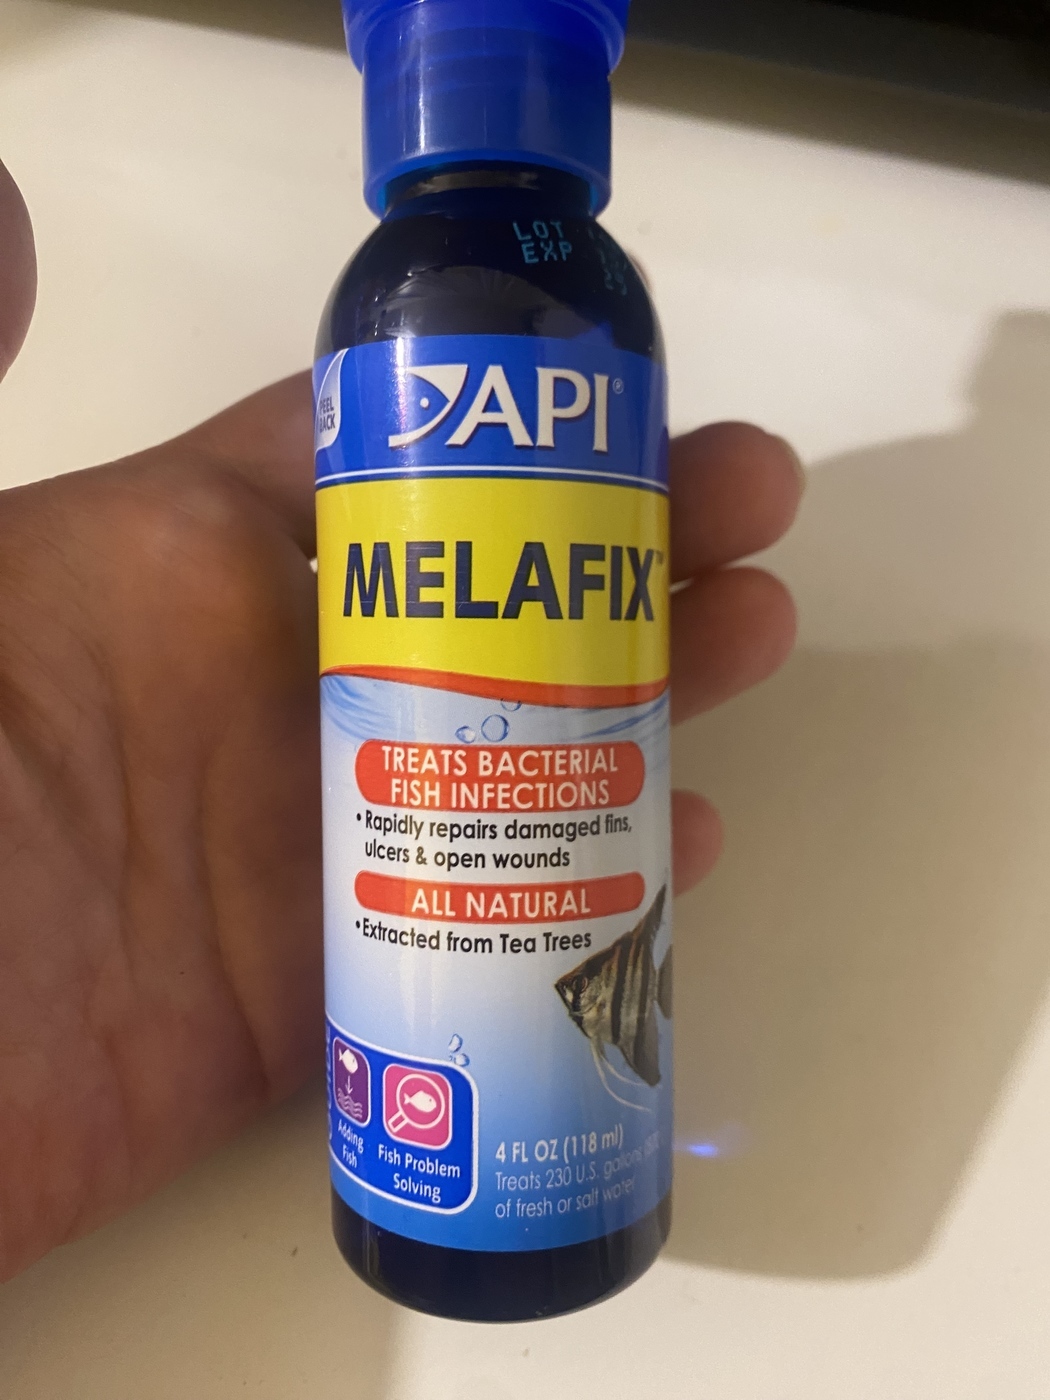 LOT
EXP
PEEL
BACK
API®
MELAFIX™
TREATS BACTERIAL
FISH INFECTIONS
• Rapidly repairs damaged fins,
ulcers & open wounds
ALL NATURAL
• Extracted from Tea Trees
Adding
Fish
Fish Problem
Solving
4 FL OZ (118 ml)
Treats 230 U.S. gallons
of fresh or salt water